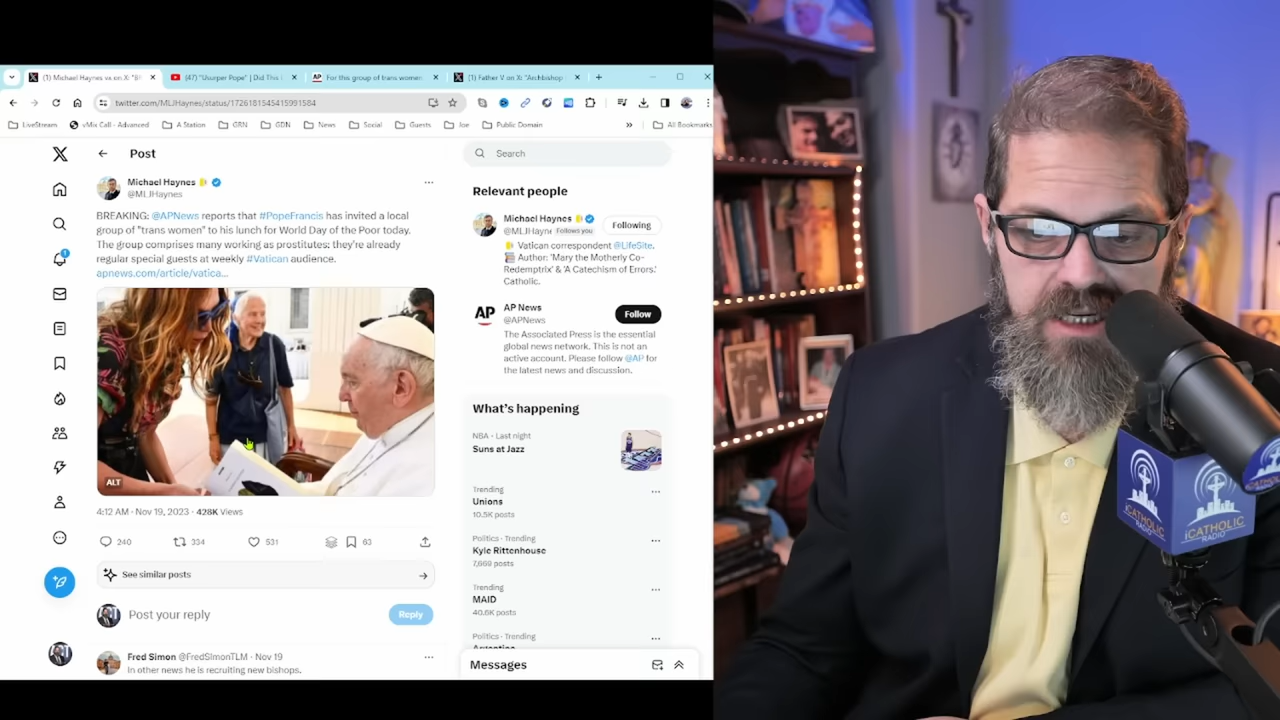 (1) Michael Haynes on X: "B
(47) "Usurper Pope" | Did This
AP For this group of trans women
(1) Father V on X: "Archbishop
twitter.com/MLJHaynes/status/1726181545415991584
LiveStream vMix Call - Advanced A Station GRN GDN News Social Guests Joe Public Domain » All Bookmarks
Post
Search
Michael Haynes
@MLJHaynes
BREAKING: @APNews reports that #PopeFrancis has invited a local
group of "trans women" to his lunch for World Day of the Poor today.
The group comprises many working as prostitutes: they're already
regular special guests at weekly #Vatican audience.
apnews.com/article/vatica...
ALT
4:12 AM · Nov 19, 2023 · 428K Views
240 334 531 63
See similar posts
Post your reply
Reply
Fred Simon @FredSimonTLM · Nov 19
In other news he is recruiting new bishops.
Relevant people
Michael Haynes
@MLJHayne Follows you
Following
Vatican correspondent @LifeSite.
Author: 'Mary the Motherly Co-
Redemptrix' & 'A Catechism of Errors.'
Catholic.
AP
AP News
@APNews
Follow
The Associated Press is the essential
global news network. This is not an
active account. Please follow @AP for
the latest news and discussion.
What's happening
NBA · Last night
Suns at Jazz
Trending
Unions
10.5K posts
Politics · Trending
Kyle Rittenhouse
7,669 posts
Trending
MAID
40.6K posts
Politics · Trending
Argentina
Messages
iCATHOLIC
RADIO
iCATHOLIC
RADIO